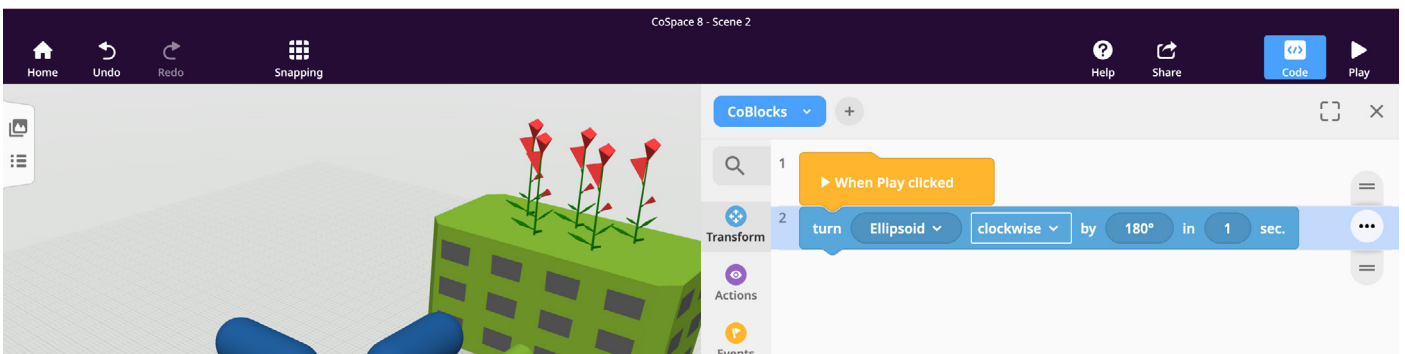 CoSpace 8 - Scene 2
Home
Undo
Redo
Snapping
Help
Share
Code
Play
CoBlocks
1
When Play clicked
2
turn Ellipsoid clockwise by 180° in 1 sec.
Transform
Actions
Events